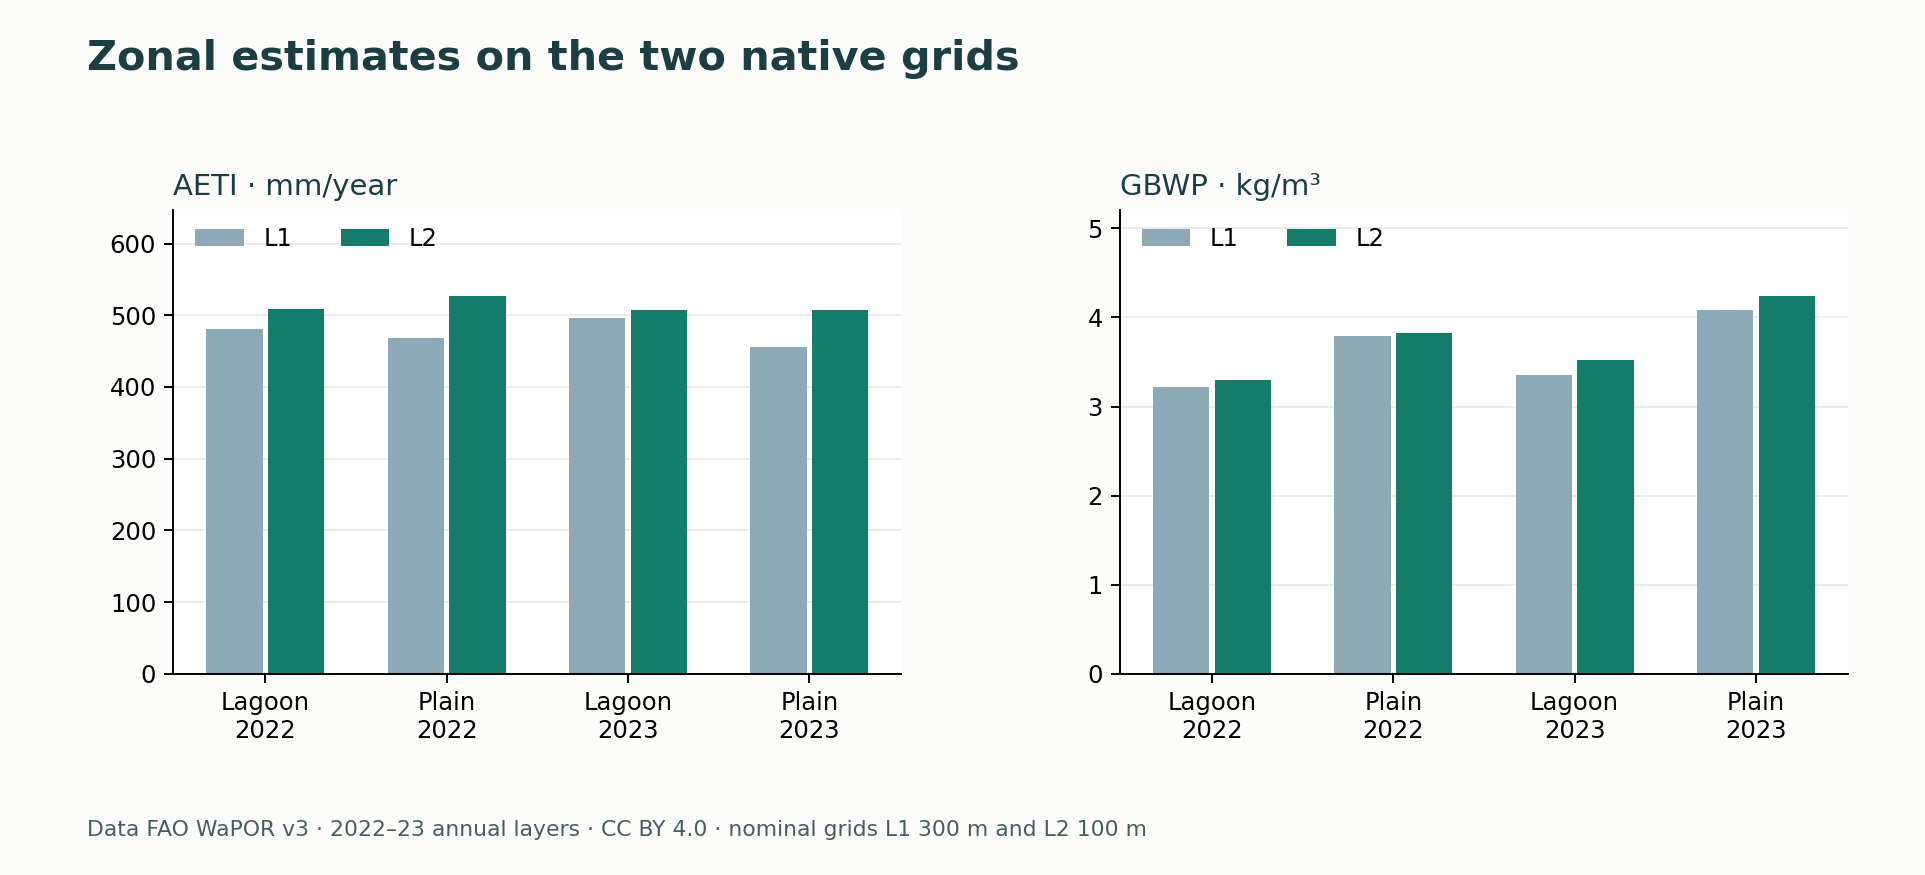 Zonal estimates on the two native grids
AETI · mm/year
L1 L2
600
500
400
300
200
100
0
Lagoon
2022
Plain
2022
Lagoon
2023
Plain
2023
GBWP · kg/m³
L1 L2
5
4
3
2
1
0
Lagoon
2022
Plain
2022
Lagoon
2023
Plain
2023
Data FAO WaPOR v3 · 2022–23 annual layers · CC BY 4.0 · nominal grids L1 300 m and L2 100 m